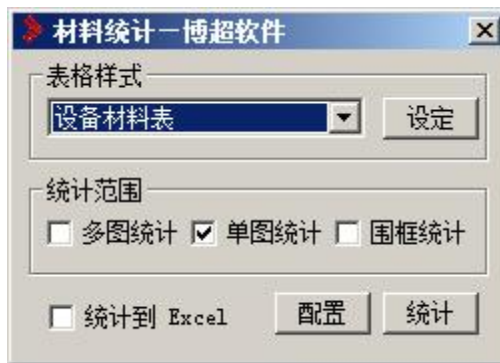 材料统计－博超软件
表格样式
设备材料表 设定
统计范围
多图统计 单图统计 围框统计
统计到 Excel 配置 统计